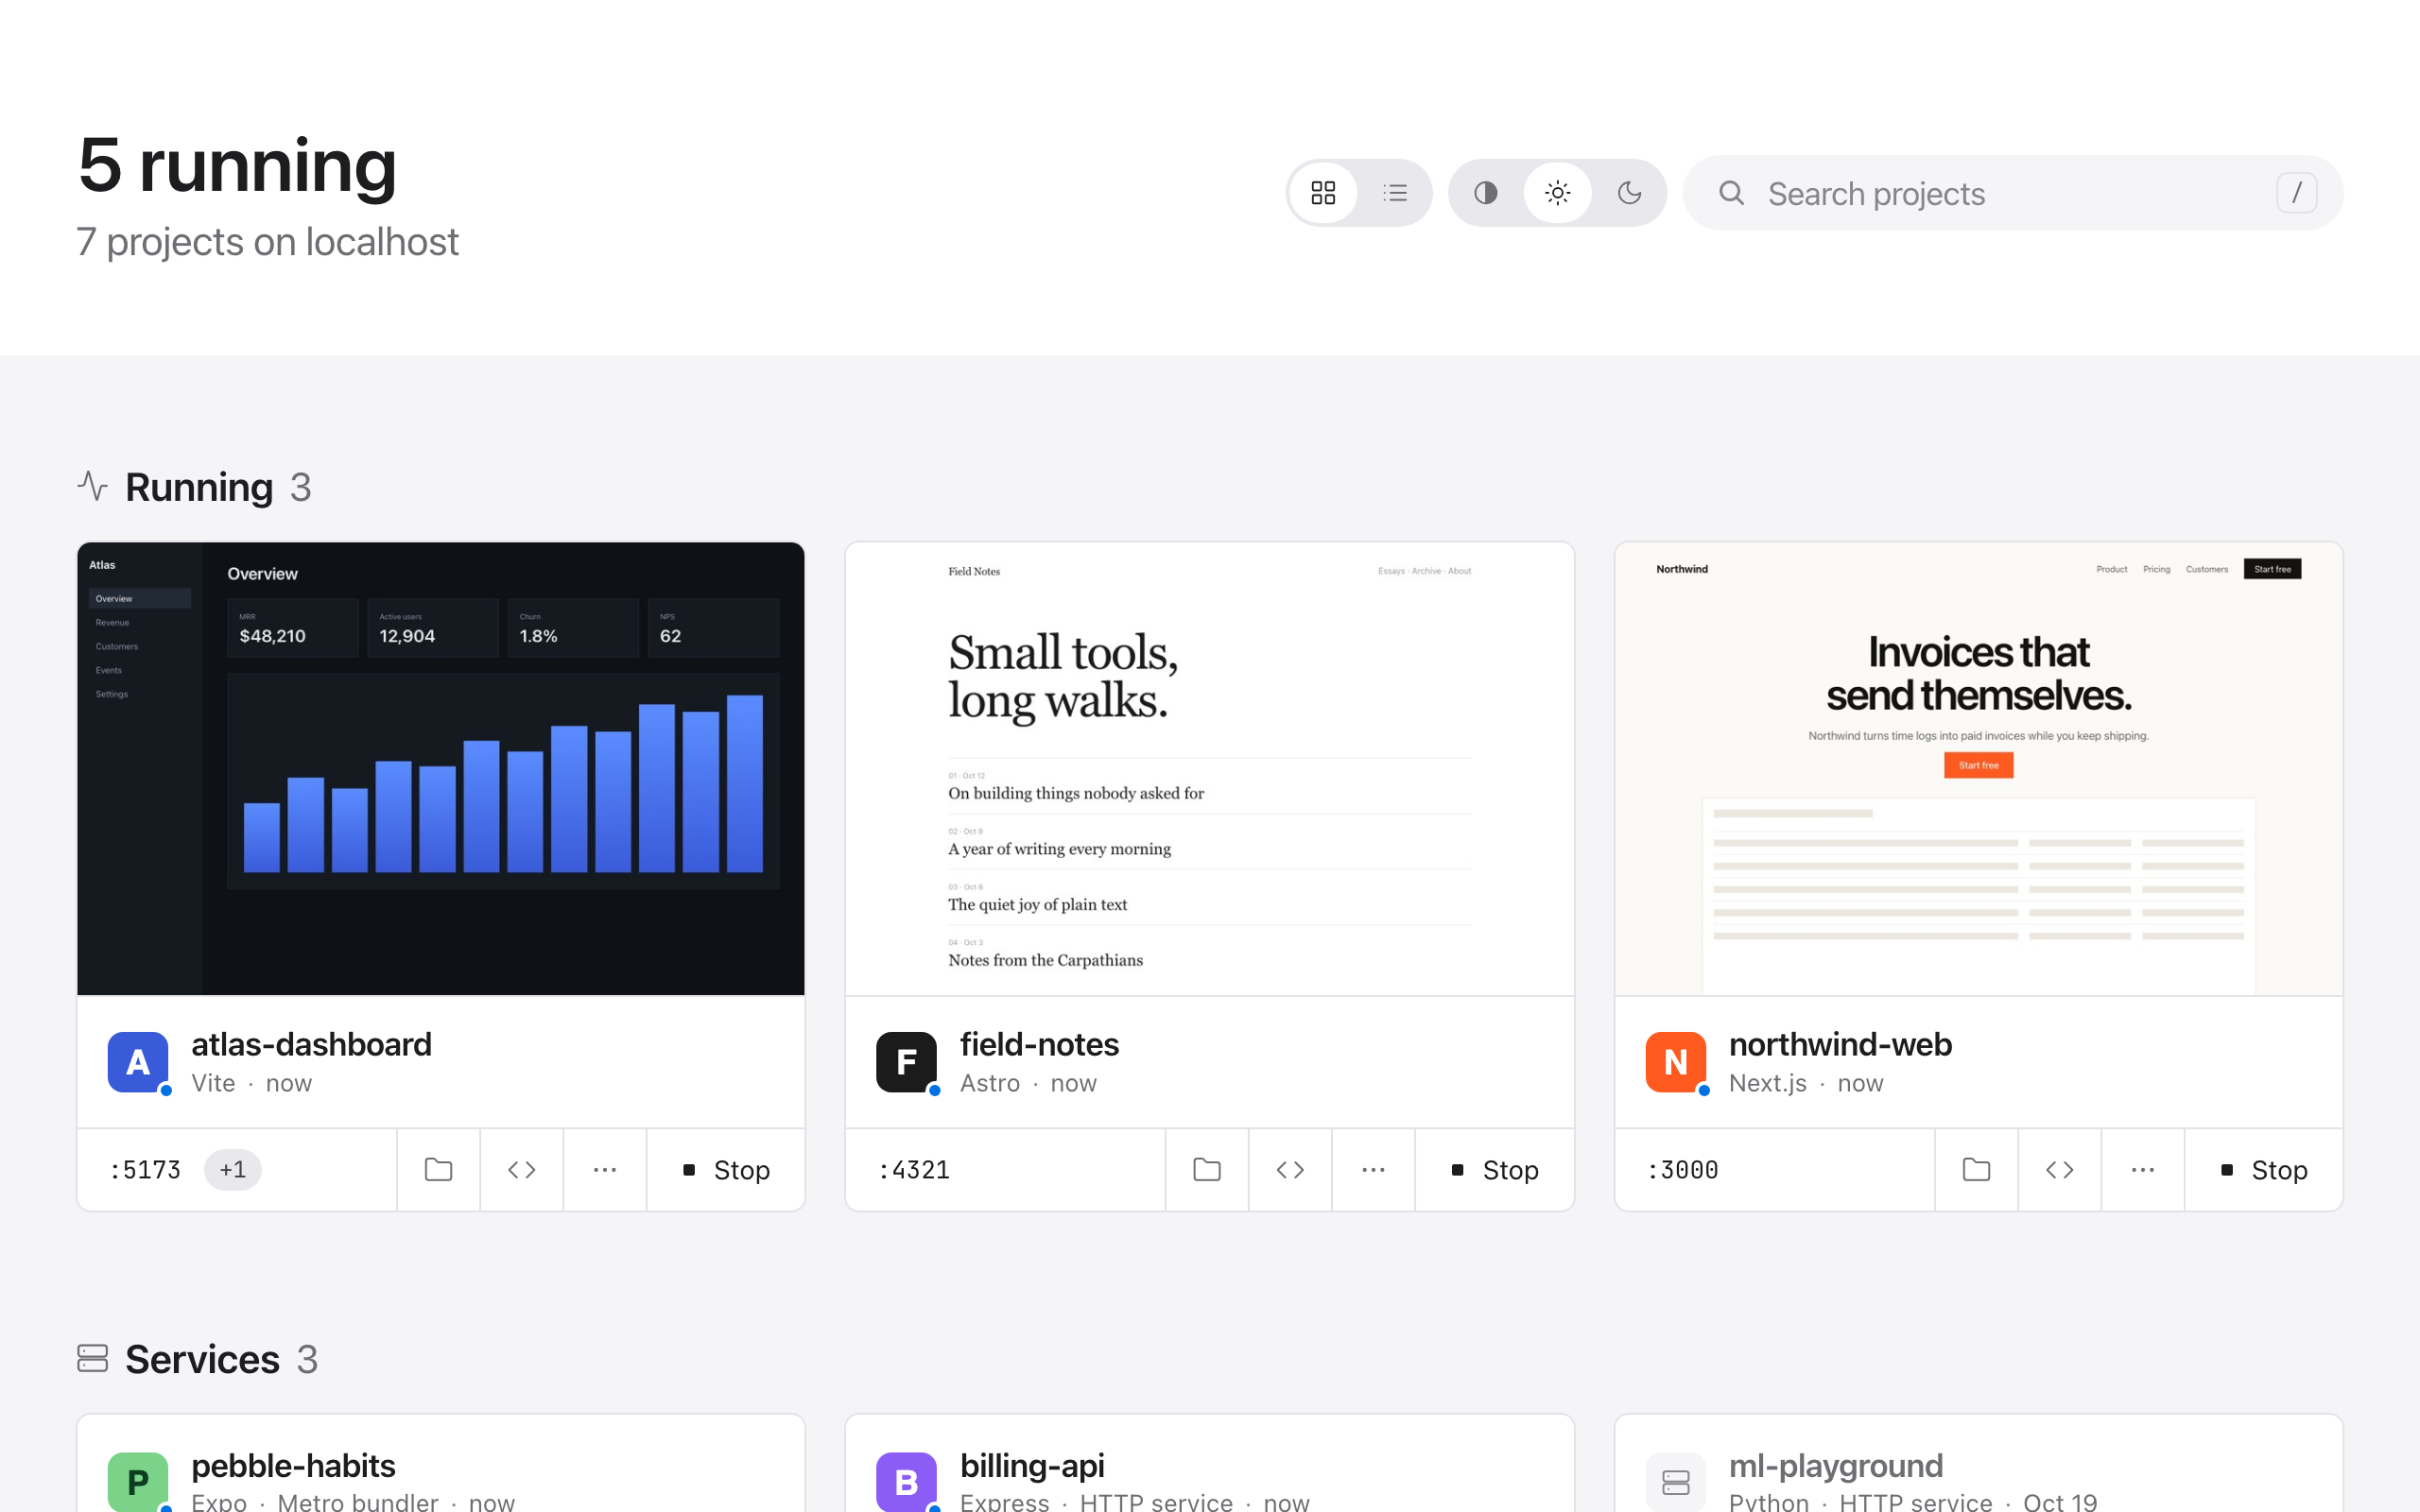 5 running
7 projects on localhost
Search projects
/
Running 3
Atlas
Overview
Revenue
Customers
Events
Settings
Overview
MRR
$48,210
Active users
12,904
Churn
1.8%
NPS
62
A
atlas-dashboard
Vite · now
:5173 +1
Stop
Field Notes
Essays · Archive · About
Small tools,
long walks.
01 · Oct 12
On building things nobody asked for
02 · Oct 9
A year of writing every morning
03 · Oct 6
The quiet joy of plain text
04 · Oct 3
Notes from the Carpathians
F
field-notes
Astro · now
:4321
Stop
Northwind
Product Pricing Customers Start free
Invoices that
send themselves.
Northwind turns time logs into paid invoices while you keep shipping.
Start free
N
northwind-web
Next.js · now
:3000
Stop
Services 3
P
pebble-habits
Expo · Metro bundler · now
B
billing-api
Express · HTTP service · now
ml-playground
Python · HTTP service · Oct 19